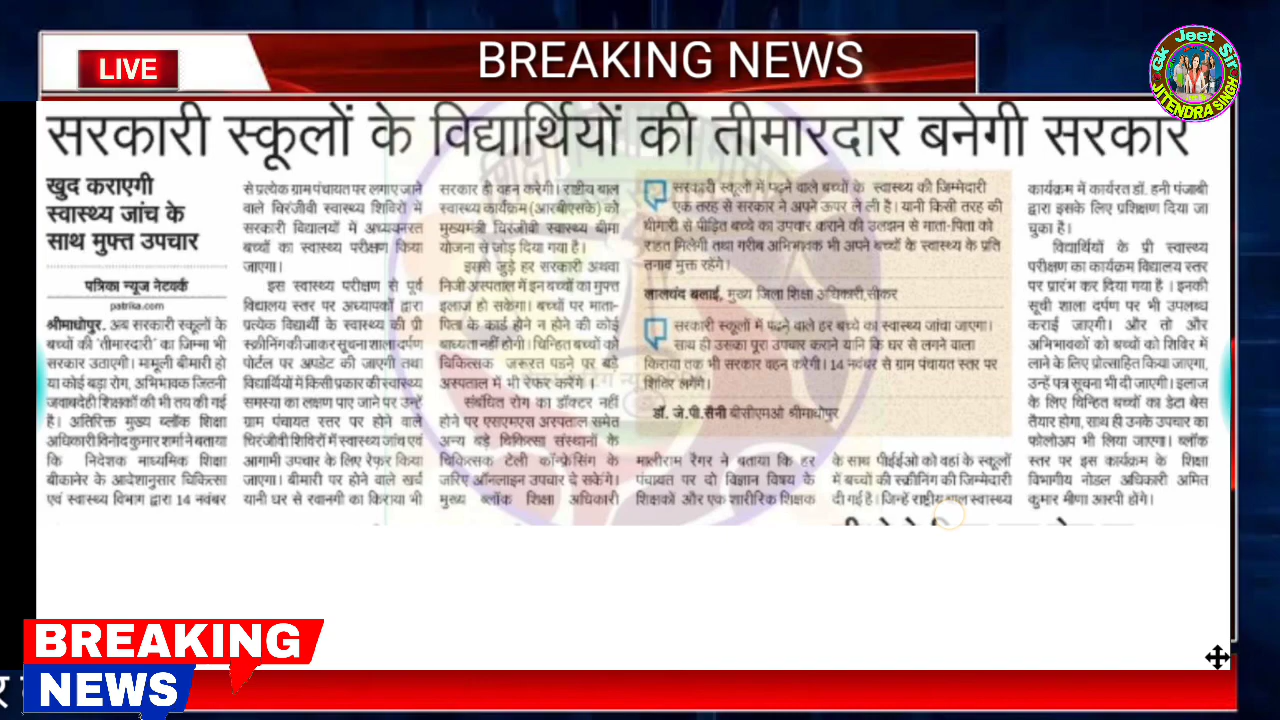 LIVE
BREAKING NEWS
Gk Jeet Sir
JITENDRA SINGH
सरकारी स्कूलों के विद्यार्थियों की तीमारदार बनेगी सरकार
खुद कराएगी
स्वास्थ्य जांच के
साथ मुफ्त उपचार
पत्रिका न्यूज नेटवर्क
patrika.com
श्रीमाधोपुर. अब सरकारी स्कूलों के
बच्चों की 'तीमारदारी' का जिम्मा भी
सरकार उठाएगी। मामूली बीमारी हो
या कोई बड़ा रोग, अभिभावक जितनी
जवाबदेही शिक्षकों की भी तय की गई
है। अतिरिक्त मुख्य ब्लॉक शिक्षा
अधिकारी विनोद कुमार शर्मा ने बताया
कि निदेशक माध्यमिक शिक्षा
बीकानेर के आदेशानुसार चिकित्सा
एवं स्वास्थ्य विभाग द्वारा 14 नवंबर
से प्रत्येक ग्राम पंचायत पर लगाए जाने
वाले चिरंजीवी स्वास्थ्य शिविरों में
सरकारी विद्यालयों में अध्ययनरत
बच्चों का स्वास्थ्य परीक्षण किया
जाएगा।
इस स्वास्थ्य परीक्षण से पूर्व
विद्यालय स्तर पर अध्यापकों द्वारा
प्रत्येक विद्यार्थी के स्वास्थ्य की प्री
स्क्रीनिंग की जाकर सूचना शाला दर्पण
पोर्टल पर अपडेट की जाएगी तथा
विद्यार्थियों में किसी प्रकार की स्वास्थ्य
समस्या का लक्षण पाए जाने पर उन्हें
ग्राम पंचायत स्तर पर होने वाले
चिरंजीवी शिविरों में स्वास्थ्य जांच एवं
आगामी उपचार के लिए रेफर किया
जाएगा। बीमारी पर होने वाले खर्च
यानी घर से रवानगी का किराया भी
सरकार ही वहन करेगी। राष्ट्रीय बाल
स्वास्थ्य कार्यक्रम (आरबीएसके) को
मुख्यमंत्री चिरंजीवी स्वास्थ्य बीमा
योजना से जोड़ दिया गया है।
इससे जुड़े हर सरकारी अथवा
निजी अस्पताल में इन बच्चों का मुफ्त
इलाज हो सकेगा। बच्चों पर माता-
पिता के कार्ड होने न होने की कोई
बाध्यता नहीं होगी। चिन्हित बच्चों को
चिकित्सक जरूरत पड़ने पर बड़े
अस्पताल में भी रेफर करेंगे।
संबंधित रोग का डॉक्टर नहीं
होने पर एसएमएस अस्पताल समेत
अन्य बड़े चिकित्सा संस्थानों के
चिकित्सक टेली कॉन्फ्रेसिंग के
जरिए ऑनलाइन उपचार दे सकेंगे।
मुख्य ब्लॉक शिक्षा अधिकारी
सरकारी स्कूलों में पढ़ने वाले बच्चों के स्वास्थ्य की जिम्मेदारी
एक तरह से सरकार ने अपने ऊपर ले ली है। यानी किसी तरह की
बीमारी से पीड़ित बच्चे का उपचार कराने की उलझन से माता-पिता को
राहत मिलेगी तथा गरीब अभिभावक भी अपने बच्चों के स्वास्थ्य के प्रति
तनाव मुक्त रहेंगे।
लालचंद बलाई, मुख्य जिला शिक्षा अधिकारी,सीकर
सरकारी स्कूलों में पढ़ने वाले हर बच्चे का स्वास्थ्य जांचा जाएगा।
साथ ही उसका पूरा उपचार कराने यानि कि घर से लगने वाला
किराया तक भी सरकार वहन करेगी। 14 नवंबर से ग्राम पंचायत स्तर पर
शिविर लगेंगे।
डॉ. जे.पी.सैनी बीसीएमओ श्रीमाधोपुर
मालीराम रैगर ने बताया कि हर
पंचायत पर दो विज्ञान विषय के
शिक्षकों और एक शारीरिक शिक्षक
के साथ पीईईओ को वहां के स्कूलों
में बच्चों की स्क्रीनिंग की जिम्मेदारी
दी गई है। जिन्हें राष्ट्रीय बाल स्वास्थ्य
कार्यक्रम में कार्यरत डॉ. हनी पंजाबी
द्वारा इसके लिए प्रशिक्षण दिया जा
चुका है।
विद्यार्थियों के प्री स्वास्थ्य
परीक्षण का कार्यक्रम विद्यालय स्तर
पर प्रारंभ कर दिया गया है। इनकी
सूची शाला दर्पण पर भी उपलब्ध
कराई जाएगी। और तो और
अभिभावकों को बच्चों को शिविर में
लाने के लिए प्रोत्साहित किया जाएगा,
उन्हें पत्र सूचना भी दी जाएगी। इलाज
के लिए चिन्हित बच्चों का डेटा बेस
तैयार होगा, साथ ही उनके उपचार का
फोलोअप भी लिया जाएगा। ब्लॉक
स्तर पर इस कार्यक्रम के शिक्षा
विभागीय नोडल अधिकारी अमित
कुमार मीणा आरपी होंगे।
BREAKING
NEWS